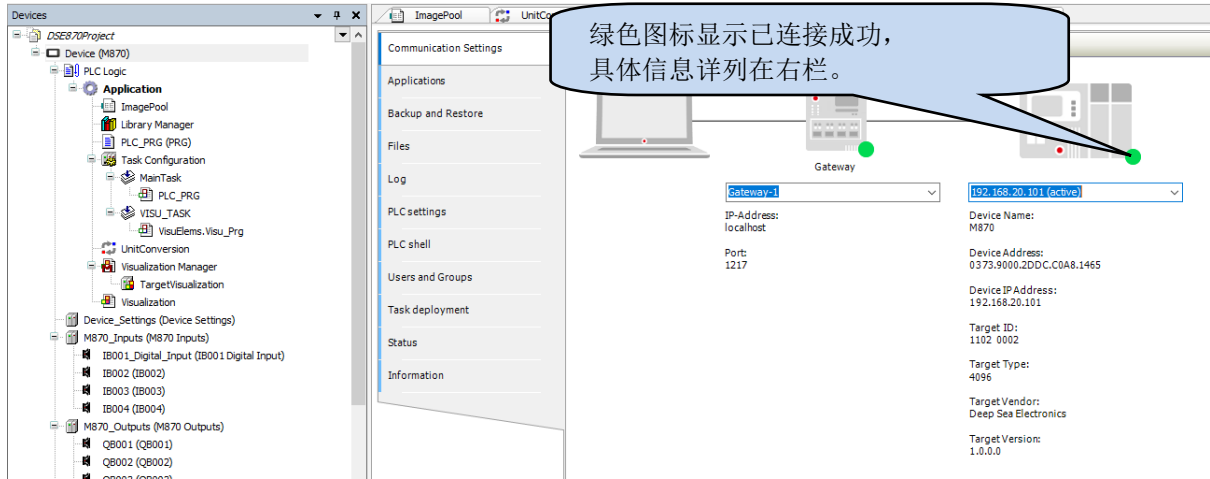 Devices
DSE870Project
Device (M870)
PLC Logic
Application
ImagePool
Library Manager
PLC_PRG (PRG)
Task Configuration
MainTask
PLC_PRG
VISU_TASK
VisuElems.Visu_Prg
UnitConversion
Visualization Manager
TargetVisualization
Visualization
Device_Settings (Device Settings)
M870_Inputs (M870 Inputs)
IB001_Digital_Input (IB001 Digital Input)
IB002 (IB002)
IB003 (IB003)
IB004 (IB004)
M870_Outputs (M870 Outputs)
QB001 (QB001)
QB002 (QB002)
ImagePool
UnitCo
绿色图标显示已连接成功，
具体信息详列在右栏。
Communication Settings
Applications
Backup and Restore
Files
Log
PLC settings
PLC shell
Users and Groups
Task deployment
Status
Information
Gateway
Gateway-1
IP-Address:
localhost
Port:
1217
192.168.20.101 (active)
Device Name:
M870
Device Address:
0373.9000.2DDC.C0A8.1465
Device IP Address:
192.168.20.101
Target ID:
1102 0002
Target Type:
4096
Target Vendor:
Deep Sea Electronics
Target Version:
1.0.0.0